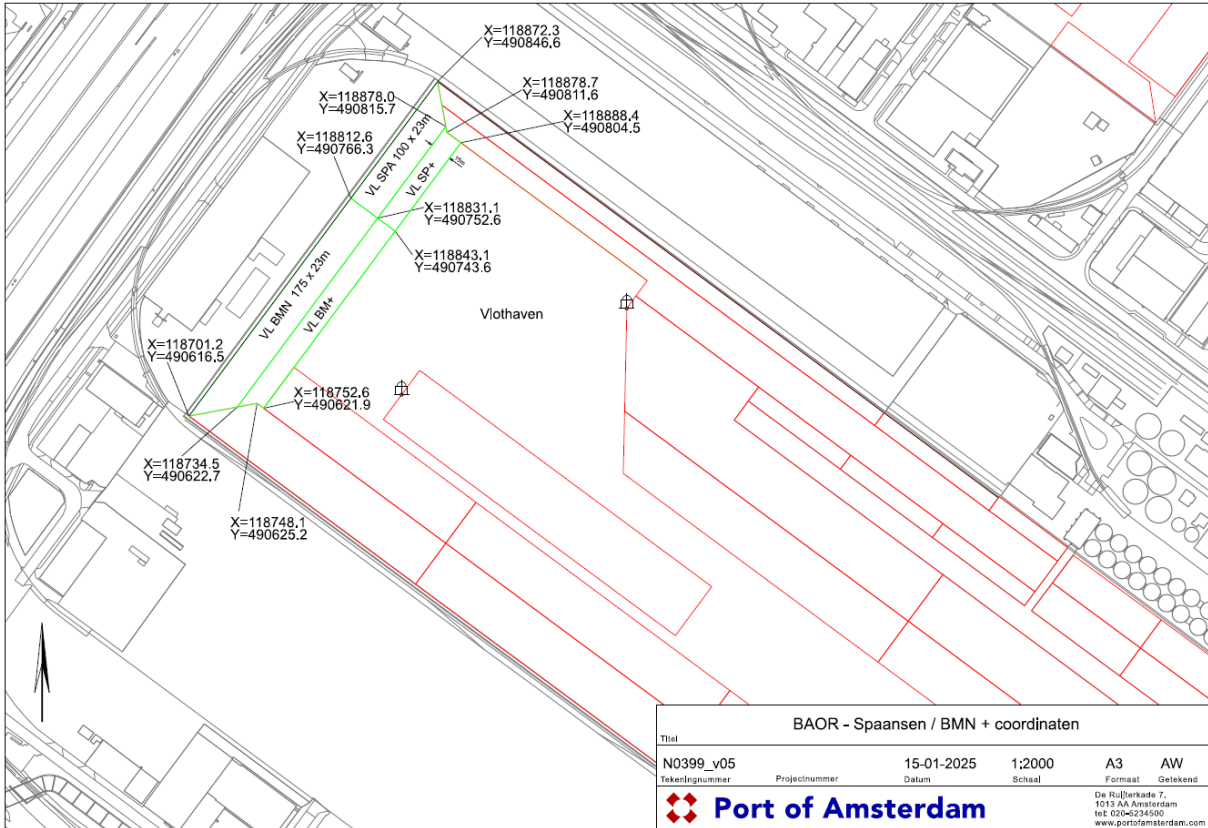 X=118872.3
Y=490846.6
X=118878.7
Y=490811.6
X=118878.0
Y=490815.7
X=118888.4
Y=490804.5
X=118812.6
Y=490766.3
VL SPA 100 x 23m
VL SP+
15m
X=118831.1
Y=490752.6
X=118843.1
Y=490743.6
VL BMN 175 x 23m
VL BM+
Vlothaven
X=118701.2
Y=490616.5
X=118752.6
Y=490621.9
X=118734.5
Y=490622.7
X=118748.1
Y=490625.2
BAOR - Spaansen / BMN + coordinaten
Titel
N0399_v05 15-01-2025 1:2000 A3 AW
Tekeningnummer Projectnummer Datum Schaal Formaat Getekend
Port of Amsterdam
De Ruijterkade 7,
1013 AA Amsterdam
tel: 020-5234500
www.portofamsterdam.com